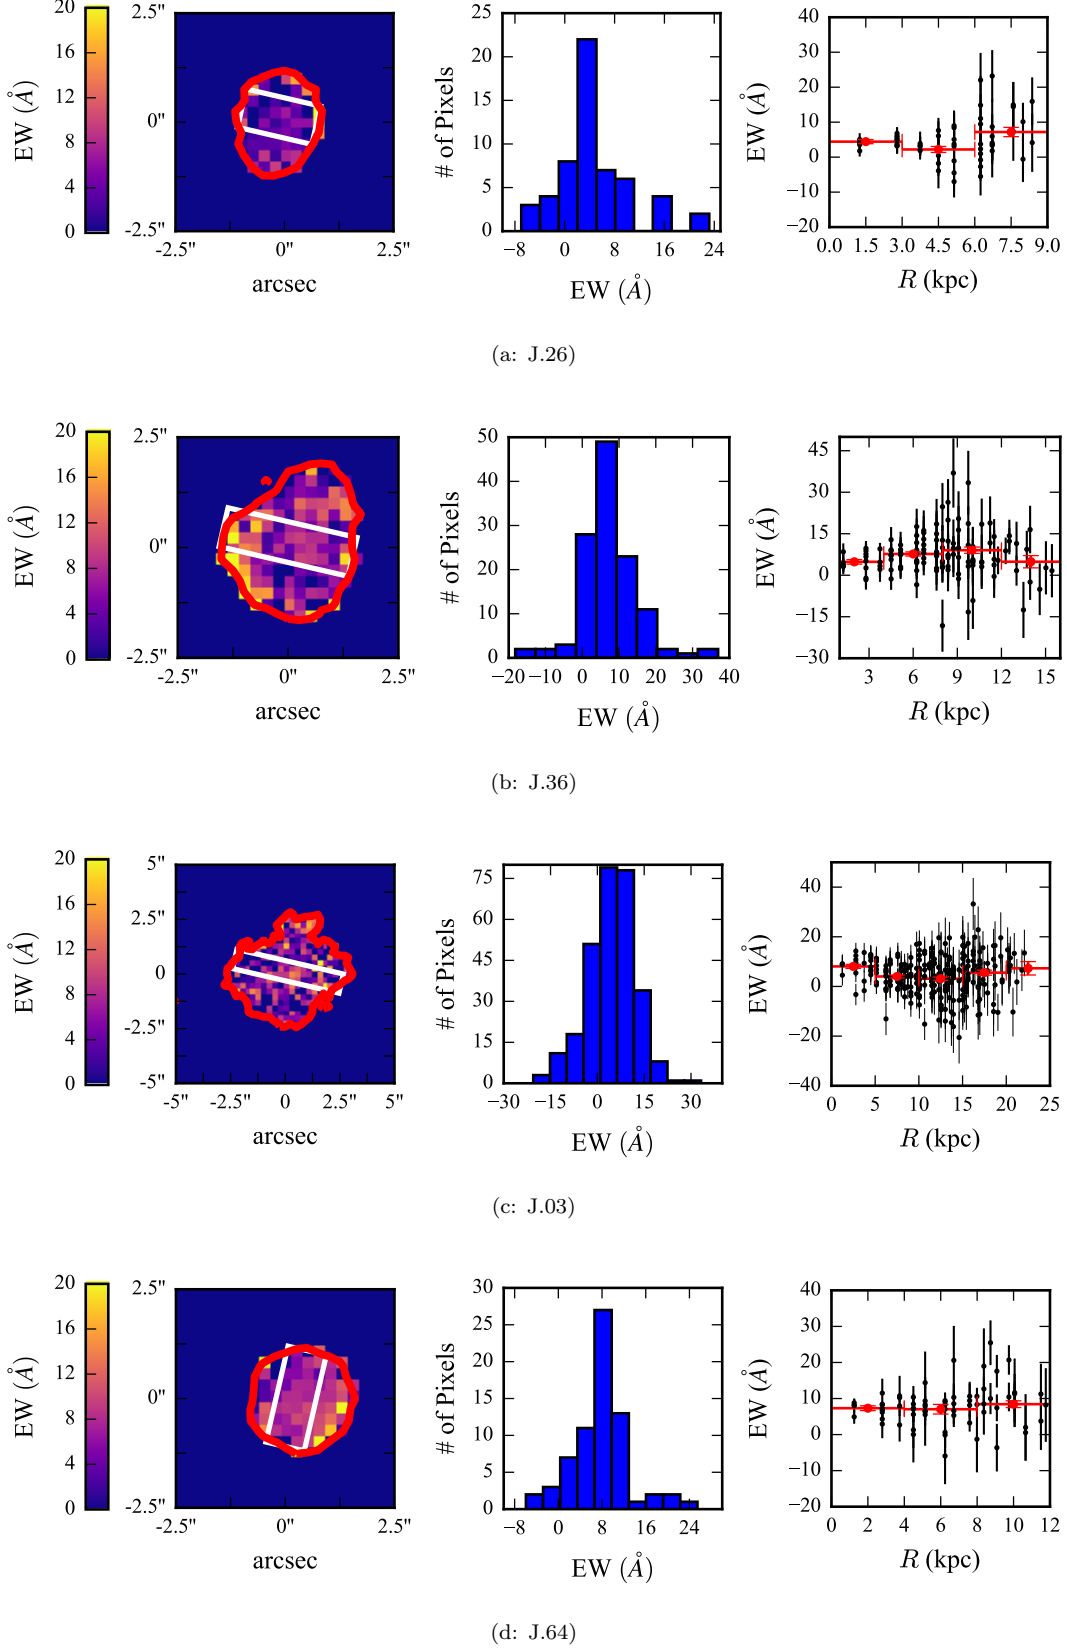 20
16
12
8
4
0
EW (Å)
2.5"
0"
-2.5"
-2.5" 0" 2.5"
arcsec
25
20
15
10
5
0
# of Pixels
−8 0 8 16 24
EW (Å)
40
30
20
10
0
−10
−20
EW (Å)
0.0 1.5 3.0 4.5 6.0 7.5 9.0
R (kpc)
(a: J.26)
20
16
12
8
4
0
EW (Å)
2.5"
0"
-2.5"
-2.5" 0" 2.5"
arcsec
50
40
30
20
10
0
# of Pixels
−20 −10 0 10 20 30 40
EW (Å)
45
30
15
0
−15
−30
EW (Å)
3 6 9 12 15
R (kpc)
(b: J.36)
20
16
12
8
4
0
EW (Å)
5"
2.5"
0
-2.5"
-5"
-5" -2.5" 0 2.5" 5"
arcsec
75
60
45
30
15
0
# of Pixels
−30 −15 0 15 30
EW (Å)
40
20
0
−20
−40
EW (Å)
0 5 10 15 20 25
R (kpc)
(c: J.03)
20
16
12
8
4
0
EW (Å)
2.5"
0"
-2.5"
-2.5" 0" 2.5"
arcsec
30
25
20
15
10
5
0
# of Pixels
−8 0 8 16 24
EW (Å)
40
30
20
10
0
−10
−20
EW (Å)
0 2 4 6 8 10 12
R (kpc)
(d: J.64)